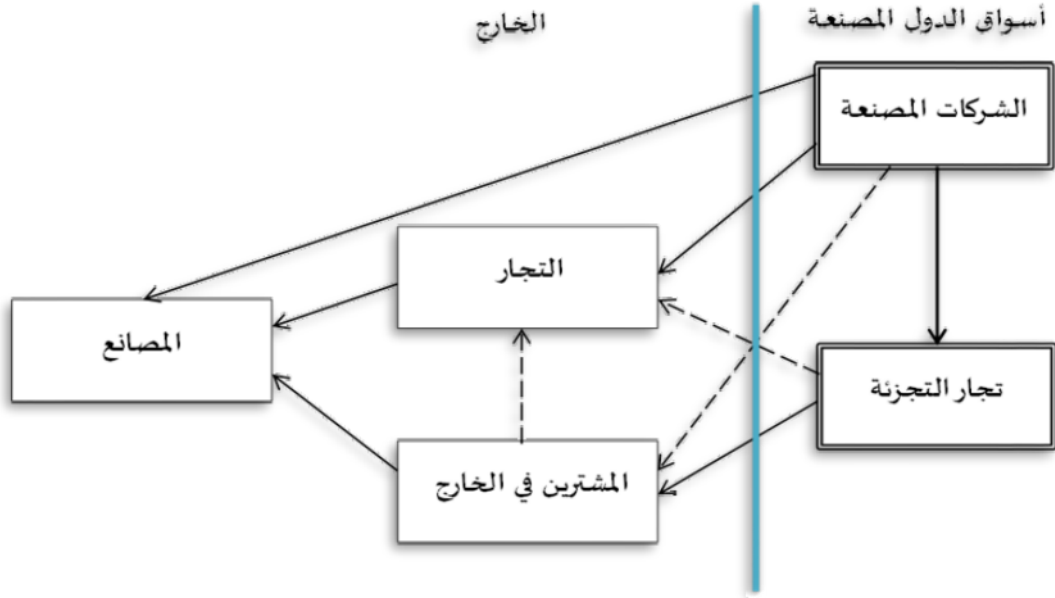 أسواق الدول المصنعة
الخارج
الشركات المصنعة
التجار
المصانع
تجار التجزئة
المشترين في الخارج